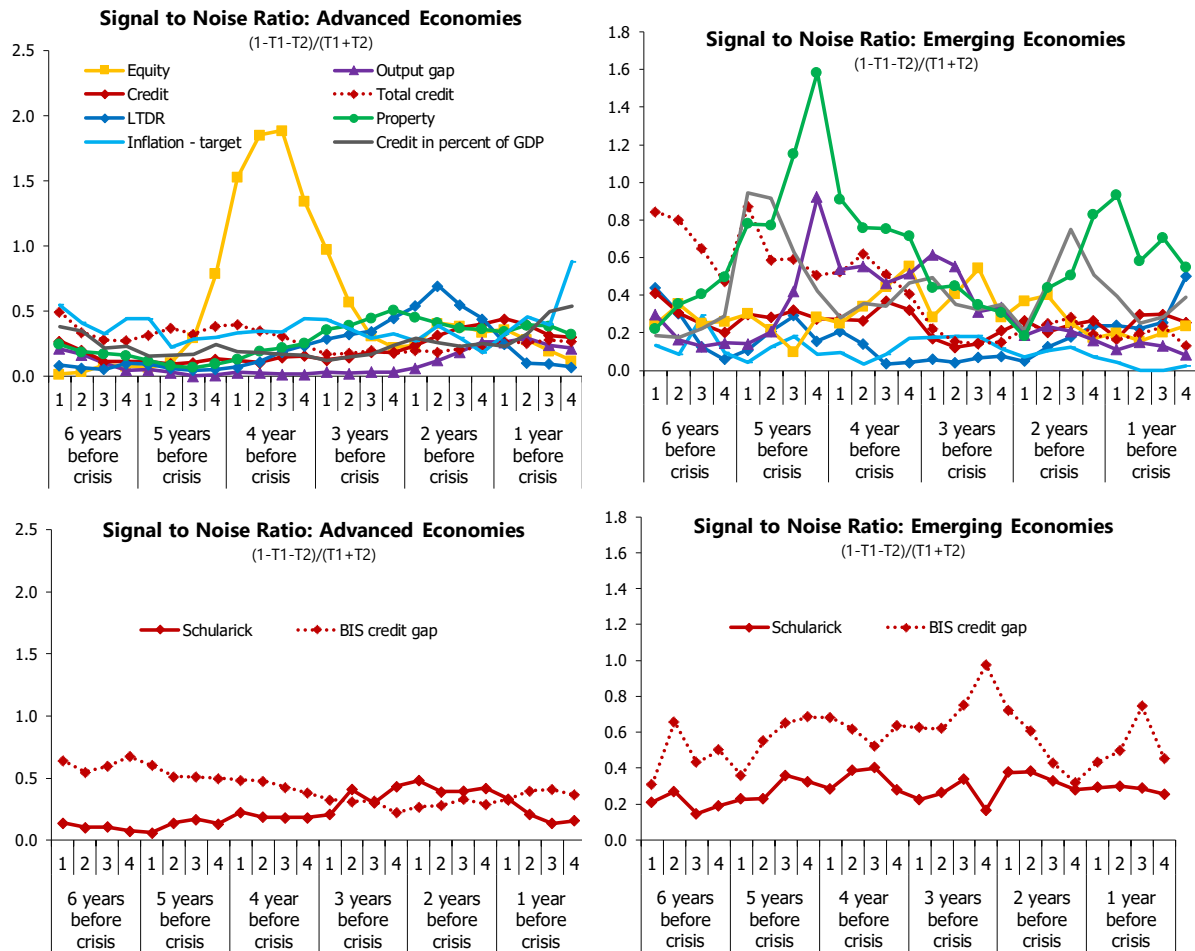 Signal to Noise Ratio: Advanced Economies
(1-T1-T2)/(T1+T2)
2.5
2.0
1.5
1.0
0.5
0.0
Equity
Output gap
Credit
Total credit
LTDR
Property
Inflation - target
Credit in percent of GDP
1 2 3 4 1 2 3 4 1 2 3 4 1 2 3 4 1 2 3 4 1 2 3 4
6 years before crisis
5 years before crisis
4 year before crisis
3 years before crisis
2 years before crisis
1 year before crisis
Signal to Noise Ratio: Emerging Economies
(1-T1-T2)/(T1+T2)
1.8
1.6
1.4
1.2
1.0
0.8
0.6
0.4
0.2
0.0
1 2 3 4 1 2 3 4 1 2 3 4 1 2 3 4 1 2 3 4 1 2 3 4
6 years before crisis
5 years before crisis
4 year before crisis
3 years before crisis
2 years before crisis
1 year before crisis
Signal to Noise Ratio: Advanced Economies
(1-T1-T2)/(T1+T2)
2.5
2.0
1.5
1.0
0.5
0.0
Schularick
BIS credit gap
1 2 3 4 1 2 3 4 1 2 3 4 1 2 3 4 1 2 3 4 1 2 3 4
6 years before crisis
5 years before crisis
4 year before crisis
3 years before crisis
2 years before crisis
1 year before crisis
Signal to Noise Ratio: Emerging Economies
(1-T1-T2)/(T1+T2)
1.8
1.6
1.4
1.2
1.0
0.8
0.6
0.4
0.2
0.0
Schularick
BIS credit gap
1 2 3 4 1 2 3 4 1 2 3 4 1 2 3 4 1 2 3 4 1 2 3 4
6 years before crisis
5 years before crisis
4 year before crisis
3 years before crisis
2 years before crisis
1 year before crisis